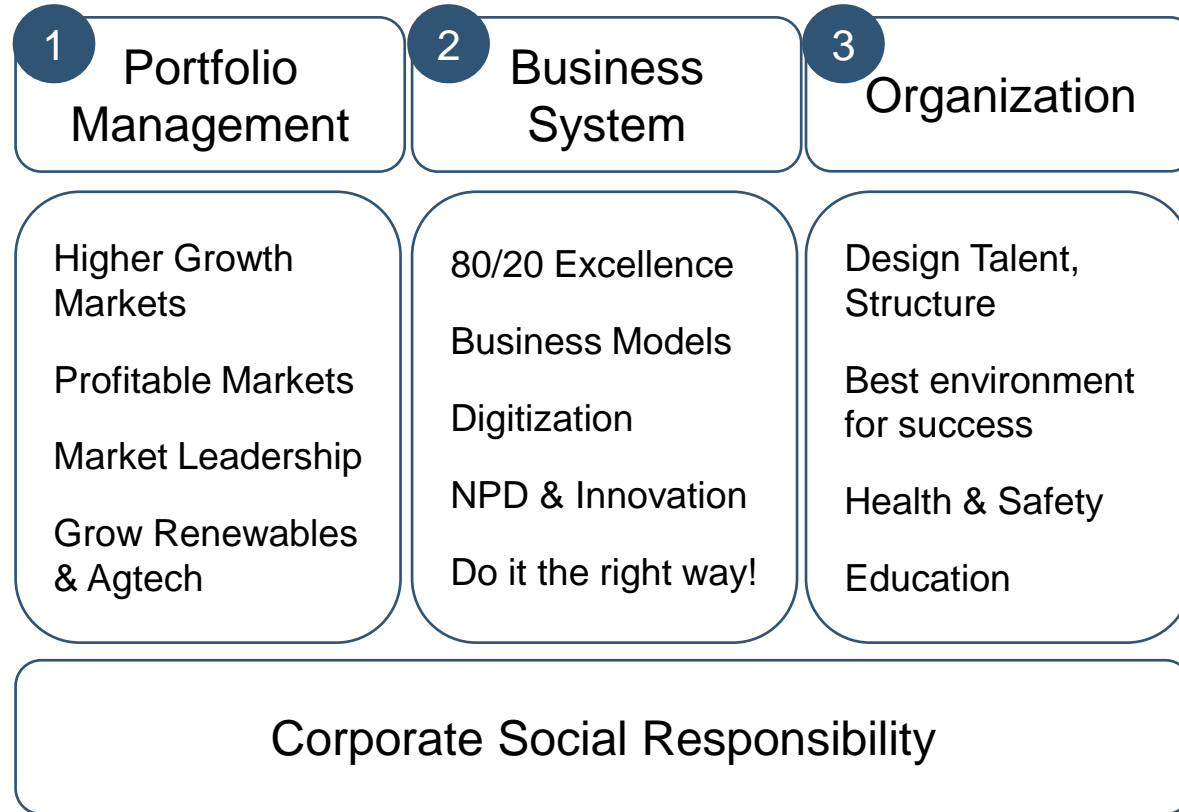 1
Portfolio
Management
2
Business
System
3
Organization
Higher Growth
Markets
Profitable Markets
Market Leadership
Grow Renewables
& Agtech
80/20 Excellence
Business Models
Digitization
NPD & Innovation
Do it the right way!
Design Talent,
Structure
Best environment
for success
Health & Safety
Education
Corporate Social Responsibility